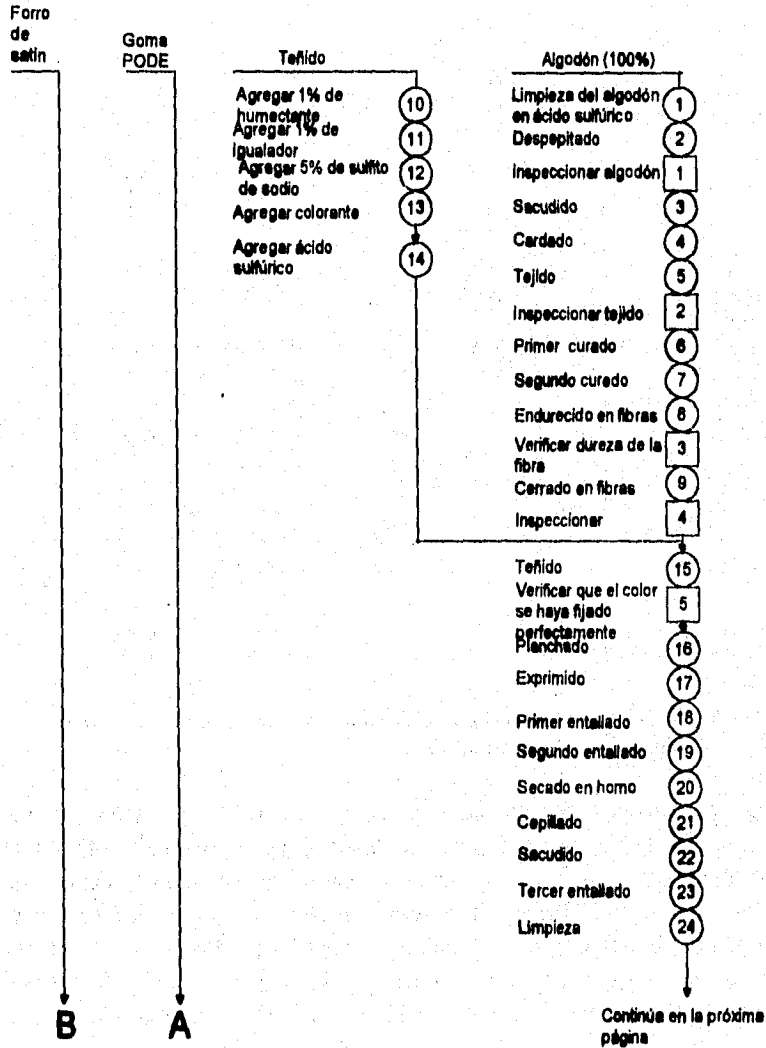 Forro
de
satín
Goma
PODE
Teñido
Agregar 1% de
humectante
10
Agregar 1% de
igualador
11
Agregar 5% de sulfito
de sodio
12
Agregar colorante
13
Agregar ácido
sulfúrico
14
Algodón (100%)
Limpieza del algodón
en ácido sulfúrico
1
Despepitado
2
Inspeccionar algodón
1
Sacudido
3
Cardado
4
Tejido
5
Inspeccionar tejido
2
Primer curado
6
Segundo curado
7
Endurecido en fibras
8
Verificar dureza de la
fibra
3
Cerrado en fibras
9
Inspeccionar
4
Teñido
15
Verificar que el color
se haya fijado
perfectamente
5
Planchado
16
Exprimido
17
Primer entallado
18
Segundo entallado
19
Secado en horno
20
Cepillado
21
Sacudido
22
Tercer entallado
23
Limpieza
24
B
A
Continúa en la próxima
página